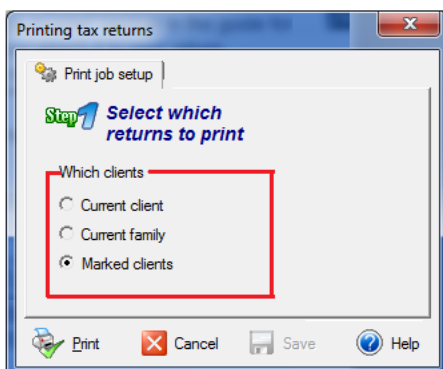 Printing tax returns
Print job setup
Step 1 Select which
returns to print
Which clients
Current client
Current family
Marked clients
Print Cancel Save Help